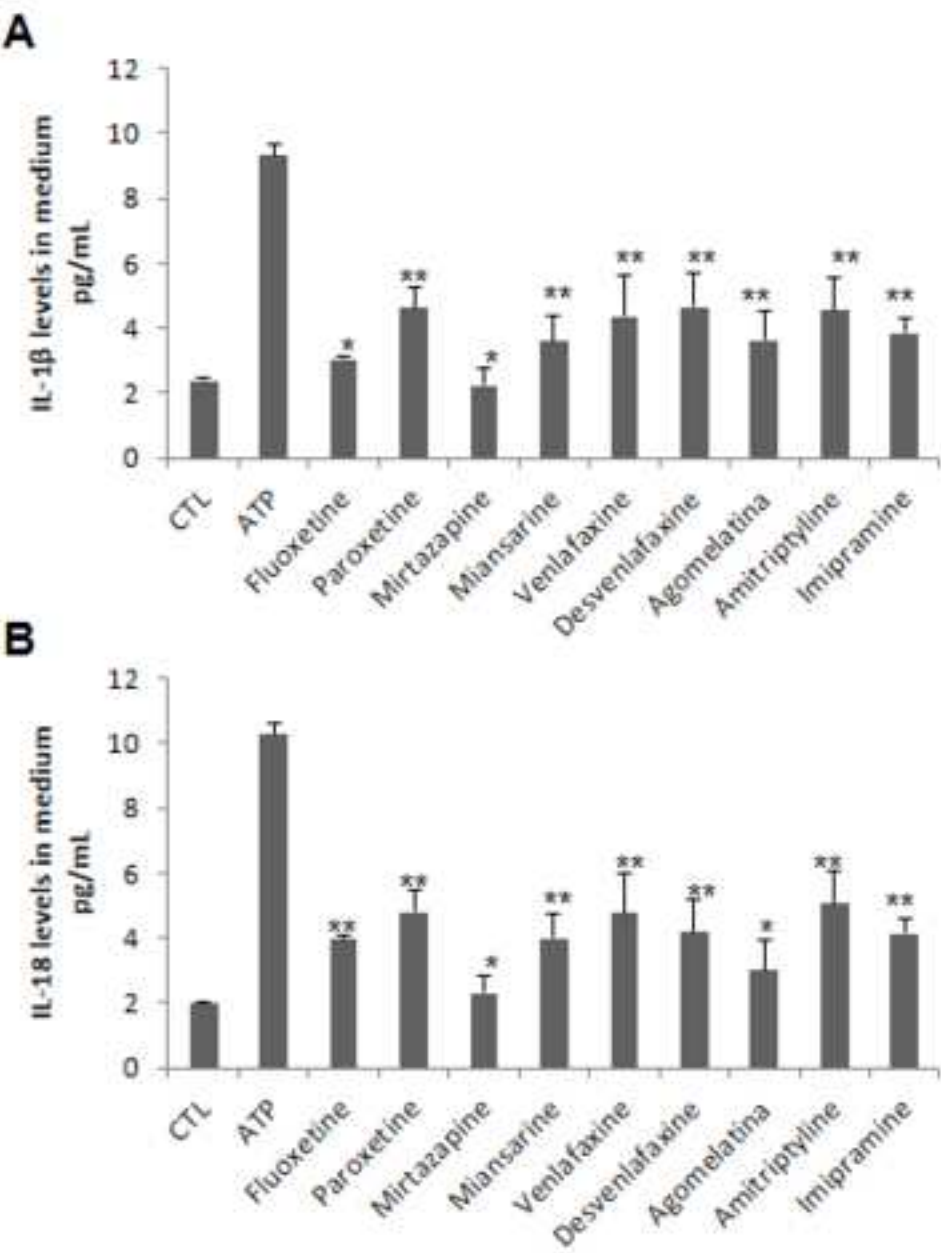 A
IL-1β levels in medium
pg/mL
12
10
8
6
4
2
0
*
**
*
**
**
**
**
**
**
CTL
ATP
Fluoxetine
Paroxetine
Mirtazapine
Miansarine
Venlafaxine
Desvenlafaxine
Agomelatina
Amitriptyline
Imipramine
B
IL-18 levels in medium
pg/mL
12
10
8
6
4
2
0
**
**
*
**
**
**
*
**
**
CTL
ATP
Fluoxetine
Paroxetine
Mirtazapine
Miansarine
Venlafaxine
Desvenlafaxine
Agomelatina
Amitriptyline
Imipramine